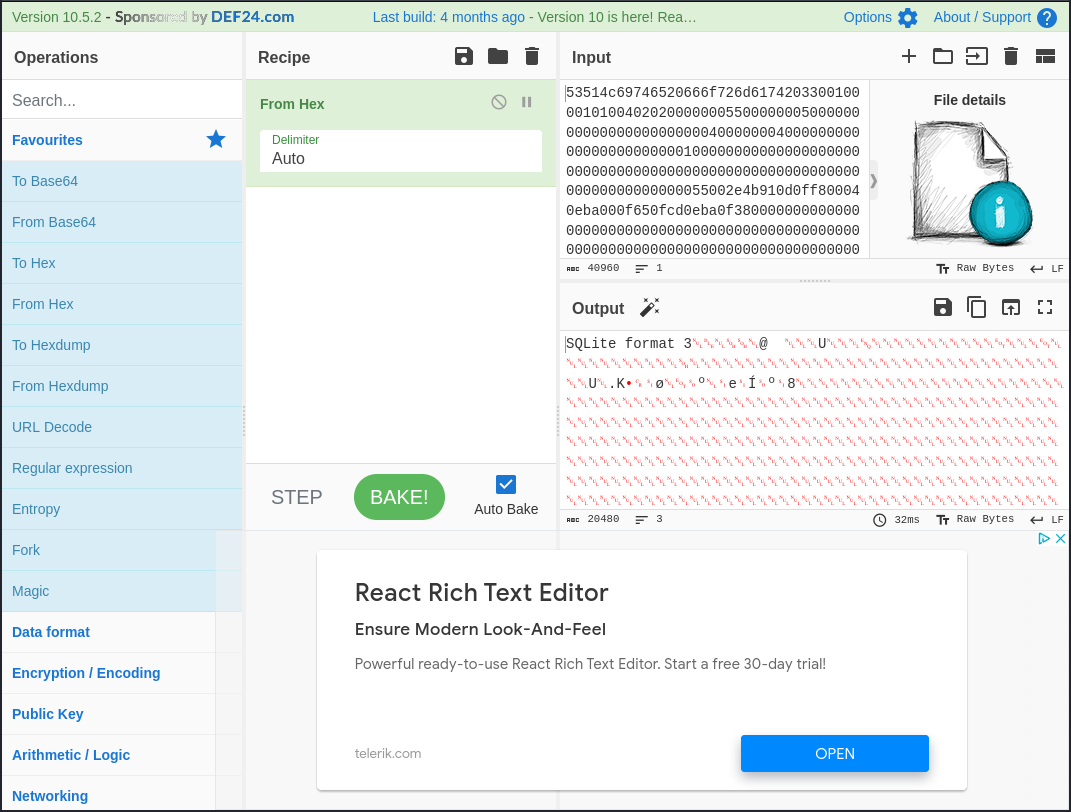 Version 10.5.2 - Sponsored by DEF24.com
Last build: 4 months ago - Version 10 is here! Rea…
Options
About / Support
Operations
Search...
Favourites
To Base64
From Base64
To Hex
From Hex
To Hexdump
From Hexdump
URL Decode
Regular expression
Entropy
Fork
Magic
Data format
Encryption / Encoding
Public Key
Arithmetic / Logic
Networking
Recipe
From Hex
Delimiter
Auto
STEP
BAKE!
Auto Bake
Input
53514c69746520666f726d6174203300100
00101004020200000005500000005000000
00000000000000000400000004000000000
00000000000000100000000000000000000
00000000000000000000000000000000000
0000000000000000055002e4b910d0ff80004
0eba000f650fcd0eba0f380000000000000
00000000000000000000000000000000000
00000000000000000000000000000000000
File details
ABC 40960
1
Raw Bytes
LF
Output
SQLite format 3
@
U
U
.K•
ø
º
e
Í
º
8
ABC 20480
3
32ms
Raw Bytes
LF
React Rich Text Editor
Ensure Modern Look-And-Feel
Powerful ready-to-use React Rich Text Editor. Start a free 30-day trial!
telerik.com
OPEN